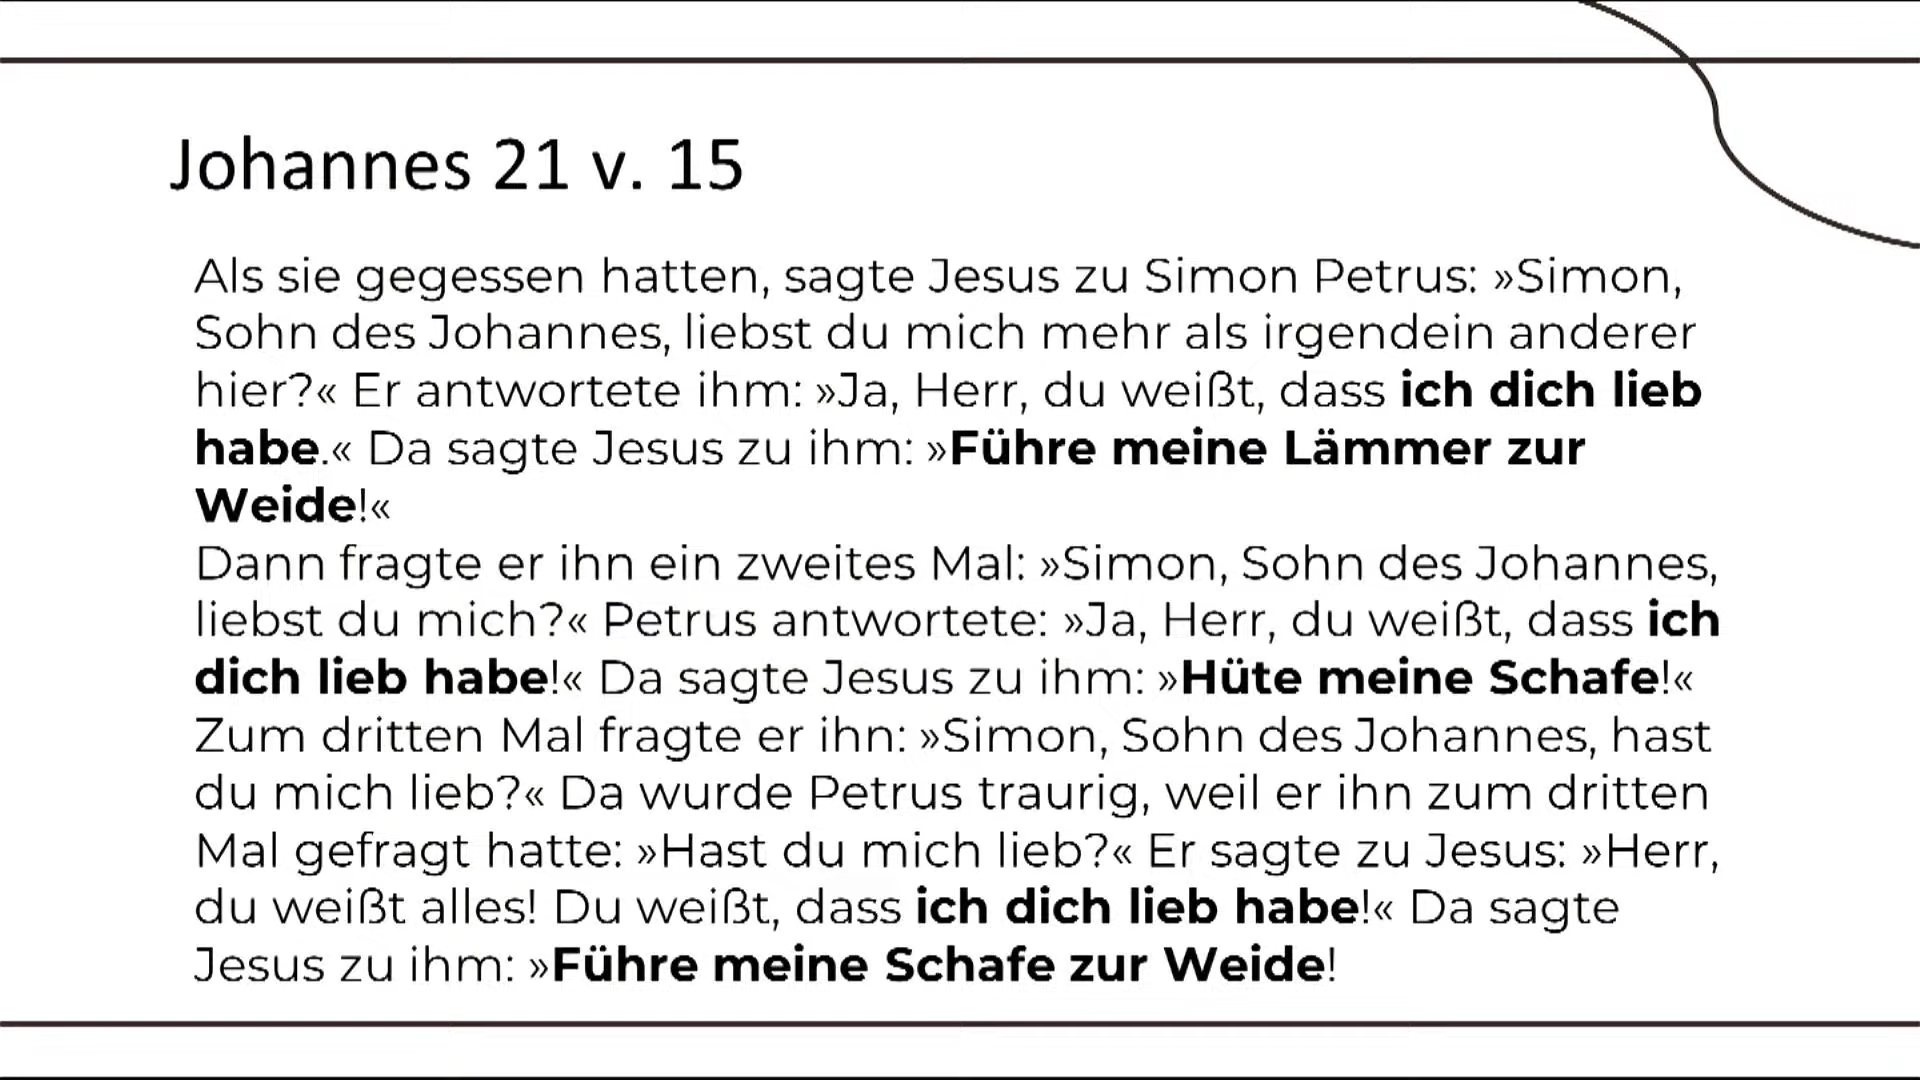 Johannes 21 v. 15
Als sie gegessen hatten, sagte Jesus zu Simon Petrus: »Simon,
Sohn des Johannes, liebst du mich mehr als irgendein anderer
hier?« Er antwortete ihm: »Ja, Herr, du weißt, dass ich dich lieb
habe.« Da sagte Jesus zu ihm: »Führe meine Lämmer zur
Weide!«
Dann fragte er ihn ein zweites Mal: »Simon, Sohn des Johannes,
liebst du mich?« Petrus antwortete: »Ja, Herr, du weißt, dass ich
dich lieb habe!« Da sagte Jesus zu ihm: »Hüte meine Schafe!«
Zum dritten Mal fragte er ihn: »Simon, Sohn des Johannes, hast
du mich lieb?« Da wurde Petrus traurig, weil er ihn zum dritten
Mal gefragt hatte: »Hast du mich lieb?« Er sagte zu Jesus: »Herr,
du weißt alles! Du weißt, dass ich dich lieb habe!« Da sagte
Jesus zu ihm: »Führe meine Schafe zur Weide!